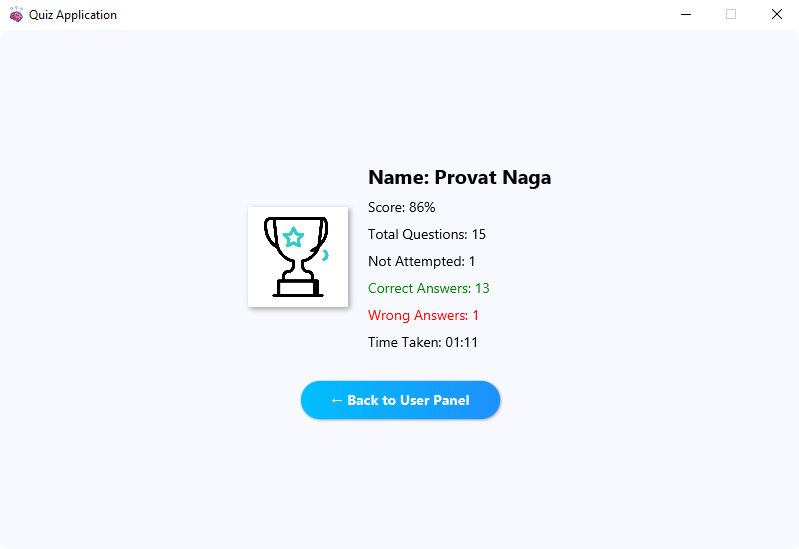 Quiz Application
Name: Provat Naga
Score: 86%
Total Questions: 15
Not Attempted: 1
Correct Answers: 13
Wrong Answers: 1
Time Taken: 01:11
← Back to User Panel